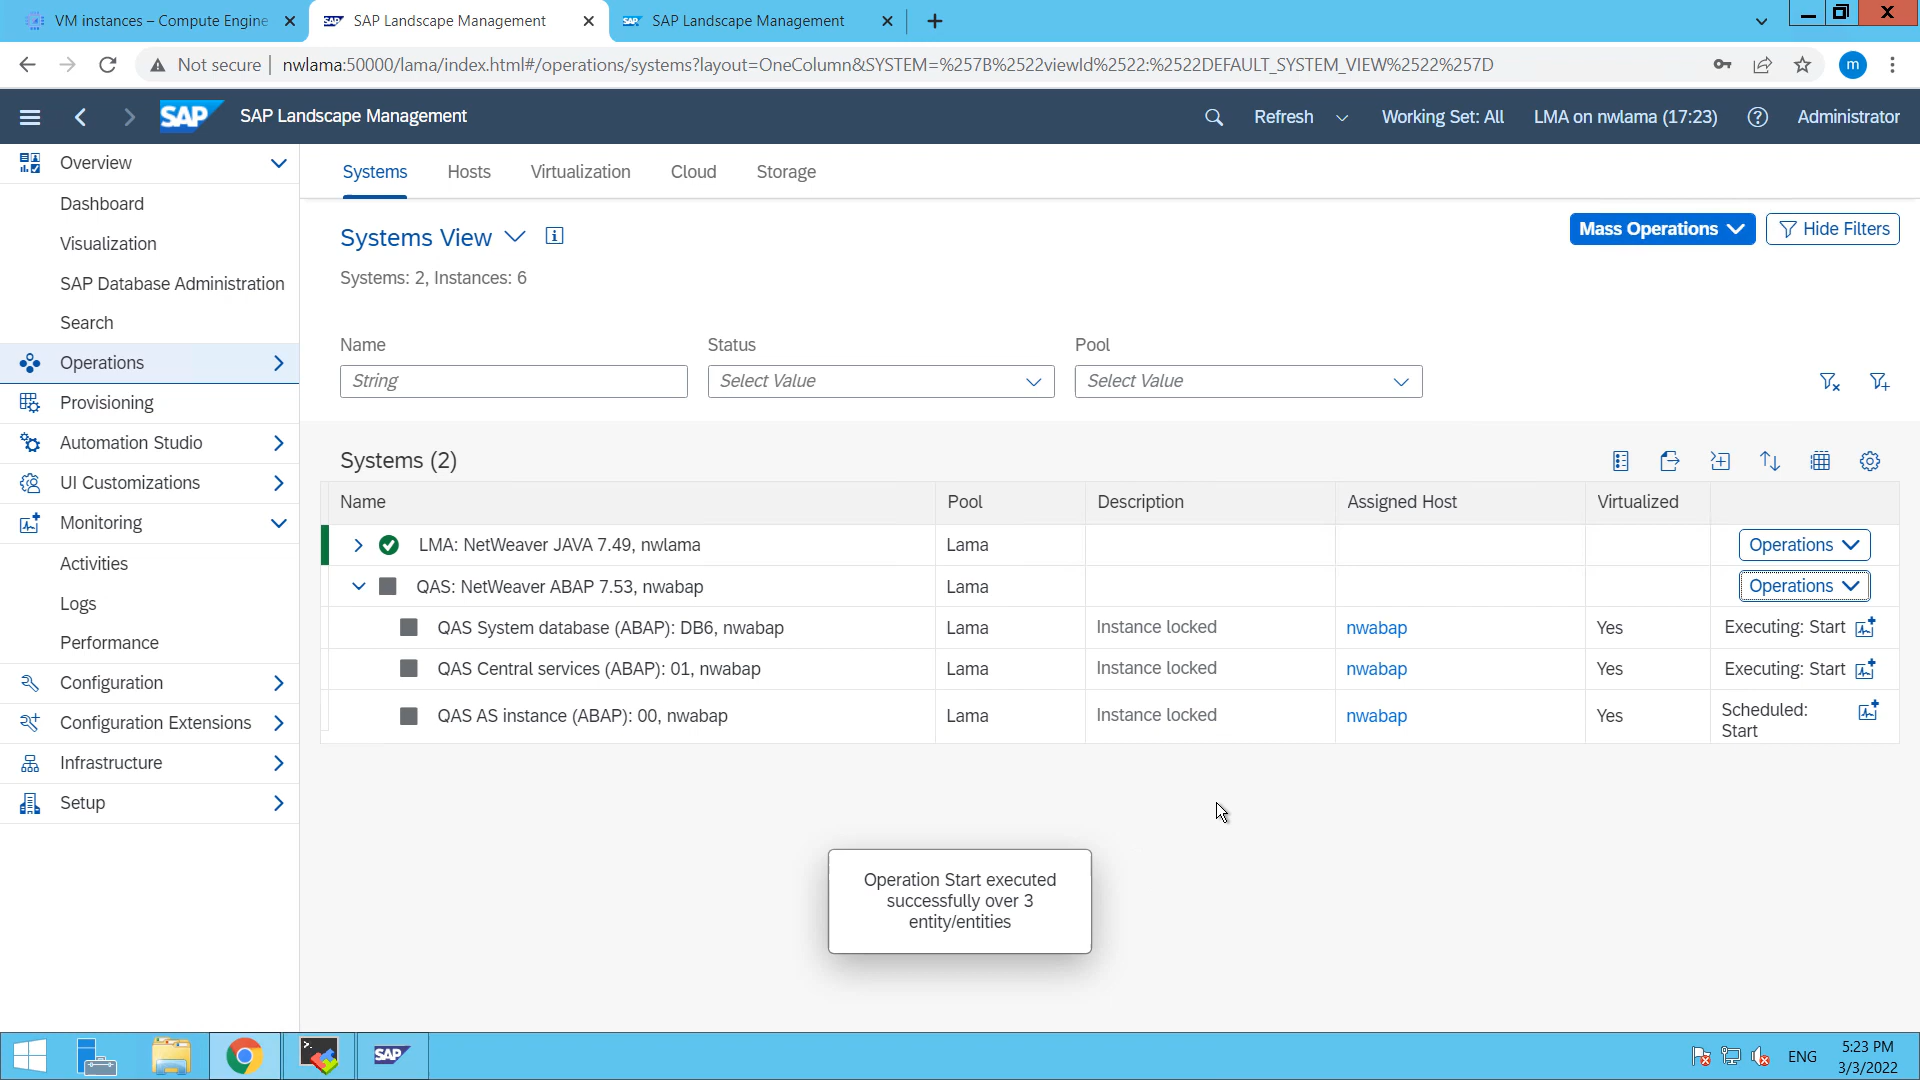 VM instances – Compute Engine
SAP Landscape Management
SAP Landscape Management
Not secure
nwlama:50000/lama/index.html#/operations/systems?layout=OneColumn&SYSTEM=%257B%2522viewId%2522:%2522DEFAULT_SYSTEM_VIEW%2522%257D
m
SAP
SAP Landscape Management
Refresh
Working Set: All
LMA on nwlama (17:23)
Administrator
Overview
Dashboard
Visualization
SAP Database Administration
Search
Operations
Provisioning
Automation Studio
UI Customizations
Monitoring
Activities
Logs
Performance
Configuration
Configuration Extensions
Infrastructure
Setup
Systems
Hosts
Virtualization
Cloud
Storage
Systems View
Mass Operations
Hide Filters
Systems: 2, Instances: 6
Name
Status
Pool
String
Select Value
Select Value
Systems (2)
Name
Pool
Description
Assigned Host
Virtualized
LMA: NetWeaver JAVA 7.49, nwlama
Lama
Operations
QAS: NetWeaver ABAP 7.53, nwabap
Lama
Operations
QAS System database (ABAP): DB6, nwabap
Lama
Instance locked
nwabap
Yes
Executing: Start
QAS Central services (ABAP): 01, nwabap
Lama
Instance locked
nwabap
Yes
Executing: Start
QAS AS instance (ABAP): 00, nwabap
Lama
Instance locked
nwabap
Yes
Scheduled:
Start
Operation Start executed
successfully over 3
entity/entities
SAP
ENG
5:23 PM
3/3/2022